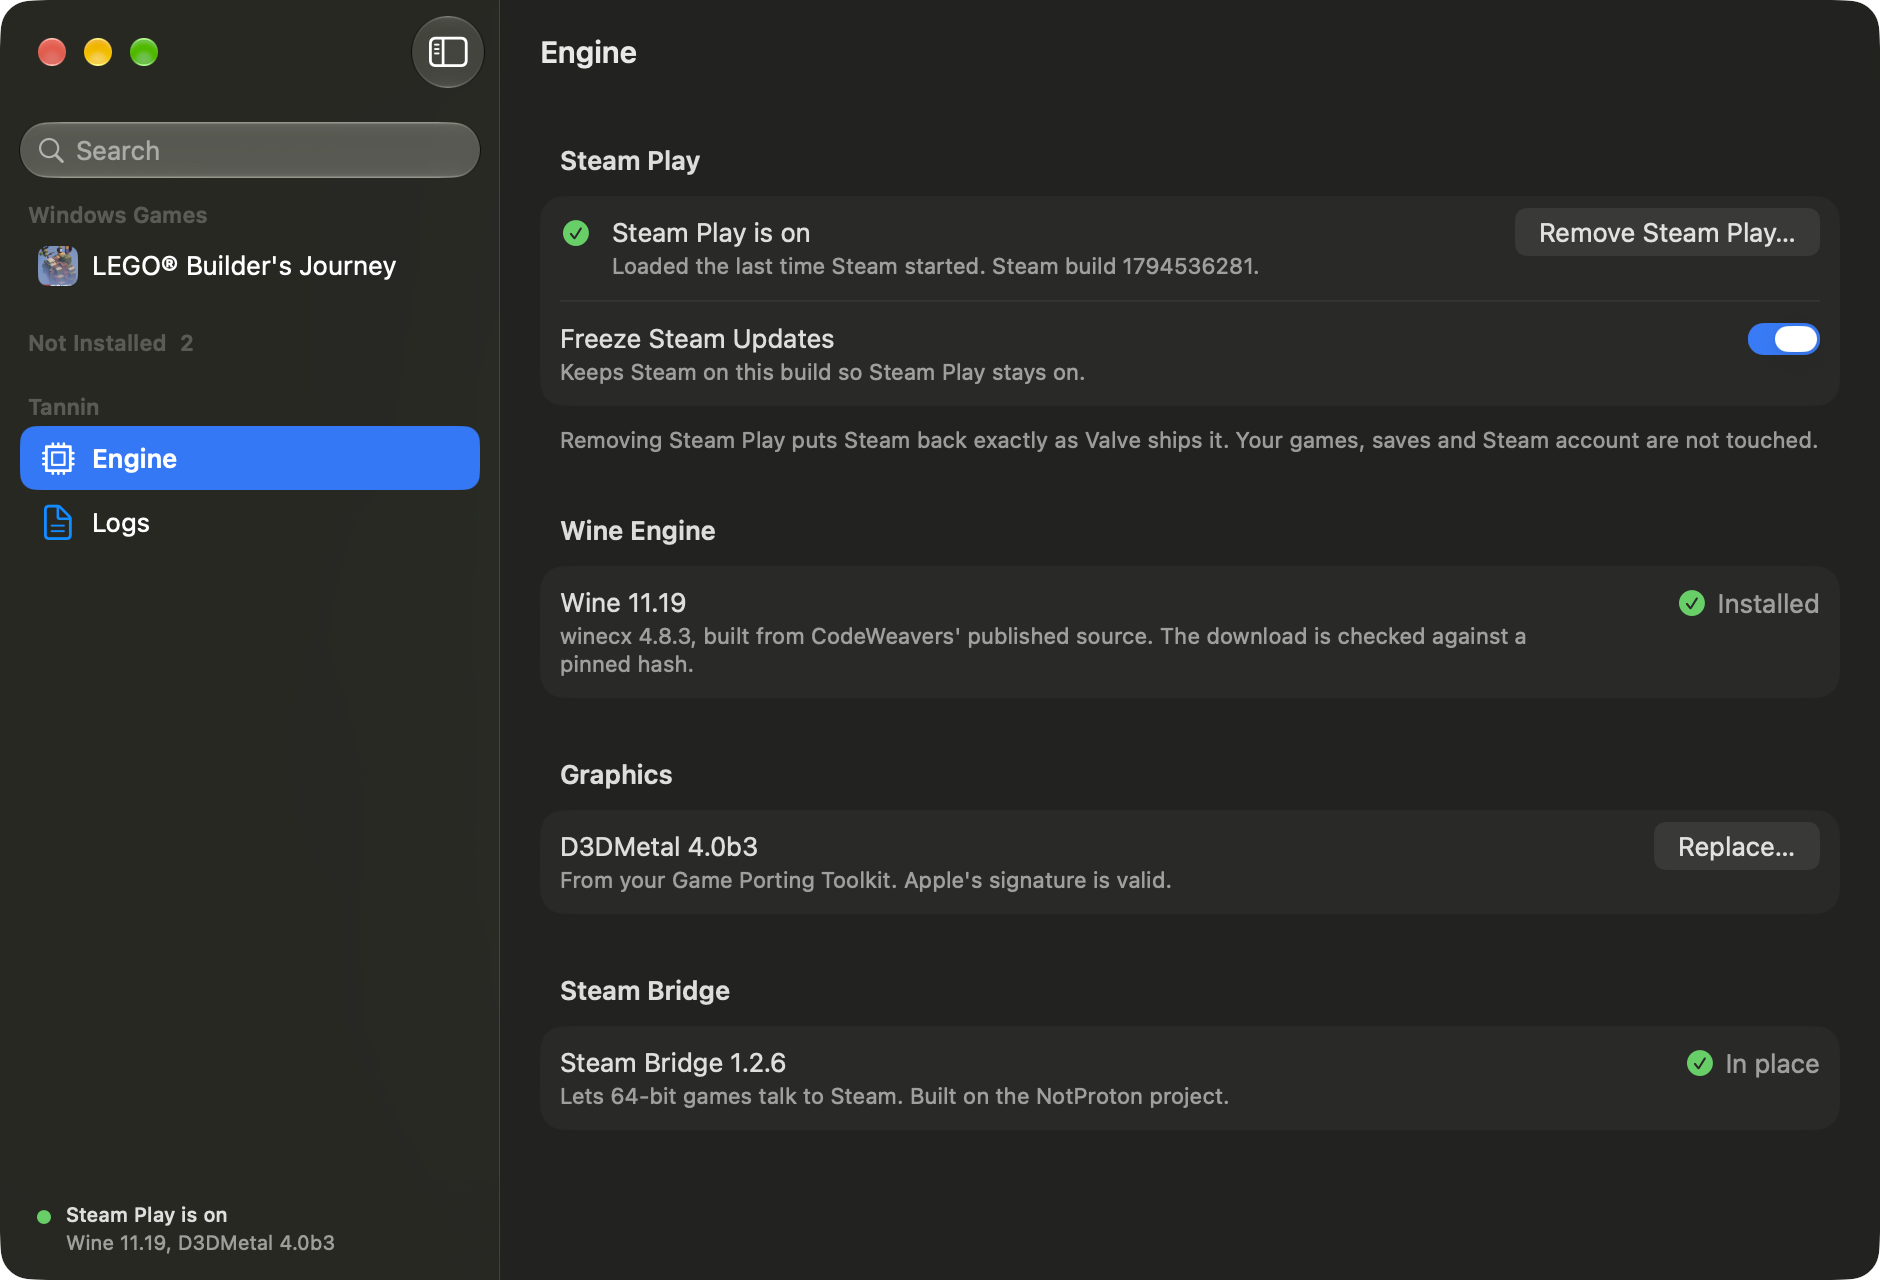 Search
Windows Games
LEGO® Builder's Journey
Not Installed 2
Tannin
Engine
Logs
Steam Play is on
Wine 11.19, D3DMetal 4.0b3
Engine
Steam Play
Steam Play is on
Remove Steam Play...
Loaded the last time Steam started. Steam build 1794536281.
Freeze Steam Updates
Keeps Steam on this build so Steam Play stays on.
Removing Steam Play puts Steam back exactly as Valve ships it. Your games, saves and Steam account are not touched.
Wine Engine
Wine 11.19
Installed
winecx 4.8.3, built from CodeWeavers' published source. The download is checked against a
pinned hash.
Graphics
D3DMetal 4.0b3
Replace...
From your Game Porting Toolkit. Apple's signature is valid.
Steam Bridge
Steam Bridge 1.2.6
In place
Lets 64-bit games talk to Steam. Built on the NotProton project.